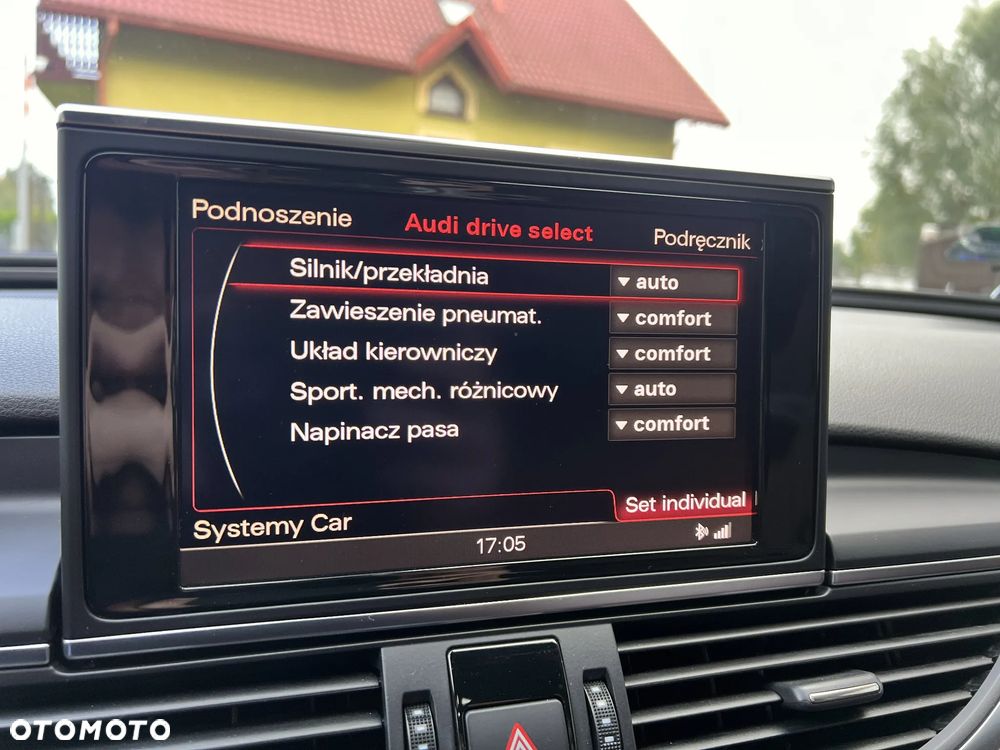 Podnoszenie
Audi drive select
Podręcznik
Silnik/przekładnia auto
Zawieszenie pneumat. comfort
Układ kierowniczy comfort
Sport. mech. różnicowy auto
Napinacz pasa comfort
Set individual
Systemy Car
17:05
OTOMOTO